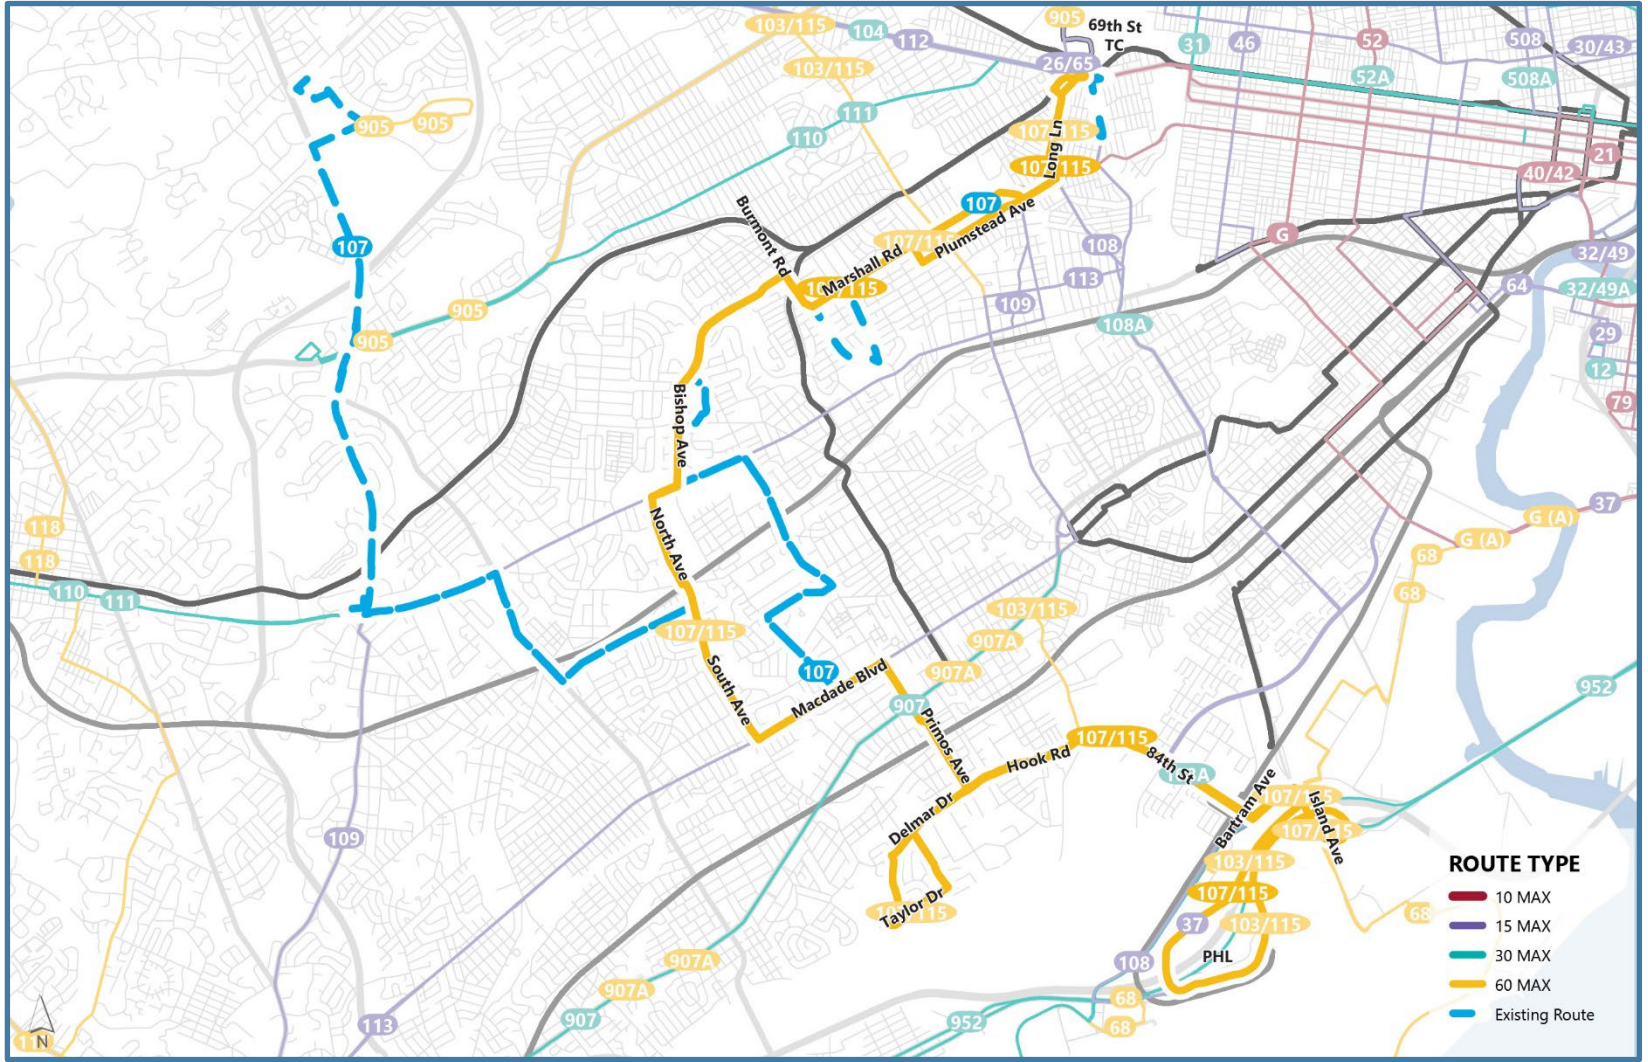 905
69th St
TC
103/115
104
112
31
46
52
508
30/43
26/65
103/115
52A
508A
111
905
905
110
107/115
Long Ln
107/115
21
40/42
107
Burmont Rd
Plumstead Ave
107
108
G
32/49
Marshall Rd
113
64
32/49A
109
905
108A
29
905
12
Bishop Ave
79
118
37
G (A)
G (A)
North Ave
118
68
110
111
68
103/115
107/115
907A
South Ave
107
907A
952
Macdade Blvd
907
Primos Ave
107/115
Hook Rd
84th St
Bartram Ave
Island Ave
107/115
Delmar Dr
109
103/115
ROUTE TYPE
107/115
10 MAX
Taylor Dr
37
103/115
68
15 MAX
907A
108
PHL
30 MAX
907A
68
60 MAX
907
952
68
Existing Route
113
N